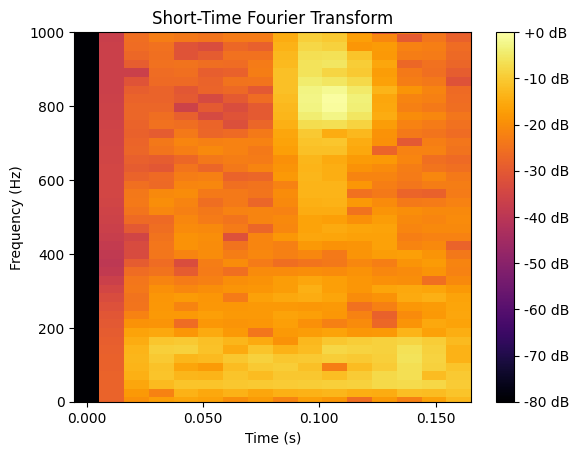 Short-Time Fourier Transform
Frequency (Hz)
1000
800
600
400
200
0
0.000
0.050
0.100
0.150
Time (s)
+0 dB
-10 dB
-20 dB
-30 dB
-40 dB
-50 dB
-60 dB
-70 dB
-80 dB